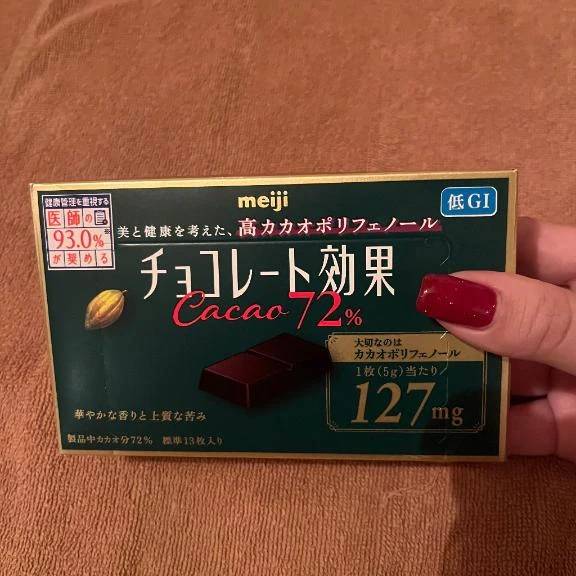 meiji
低GI
健康管理を重視する
医師の
93.0%※
が奨める
美と健康を考えた、高カカオポリフェノール
チョコレート効果
Cacao72%
大切なのは
カカオポリフェノール
1枚(5g)当たり
127mg
華やかな香りと上質な苦み
製品中カカオ分72% 標準13枚入り